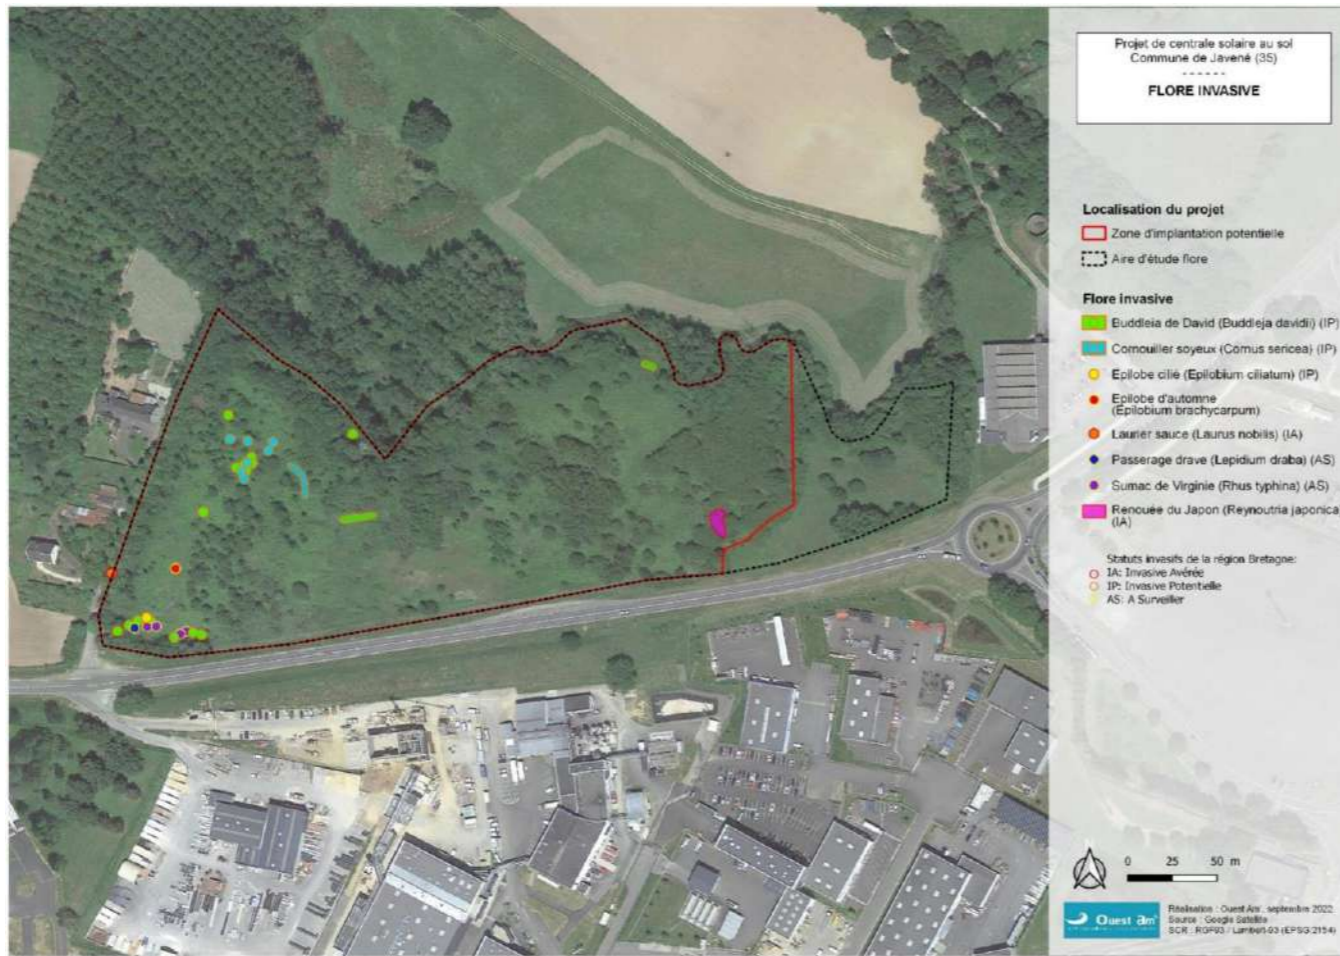 Projet de centrale solaire au sol
Commune de Javené (35)
------
FLORE INVASIVE
Localisation du projet
Zone d'implantation potentielle
Aire d'étude flore
Flore invasive
Buddleia de David (Buddleja davidii) (IP)
Cornouiller soyeux (Cornus sericea) (IP)
Epilobe cilié (Epilobium ciliatum) (IP)
Epilobe d'automne
(Epilobium brachycarpum)
Laurier sauce (Laurus nobilis) (IA)
Passerage drave (Lepidium draba) (AS)
Sumac de Virginie (Rhus typhina) (AS)
Renouée du Japon (Reynoutria japonica)
(IA)
Statuts invasifs de la région Bretagne:
IA: Invasive Avérée
IP: Invasive Potentielle
AS: A Surveiller
0 25 50 m
Ouest Am'
Réalisation : Ouest Am', septembre 2022
Source : Google Satellite
SCR : RGF93 / Lambert-93 (EPSG:2154)